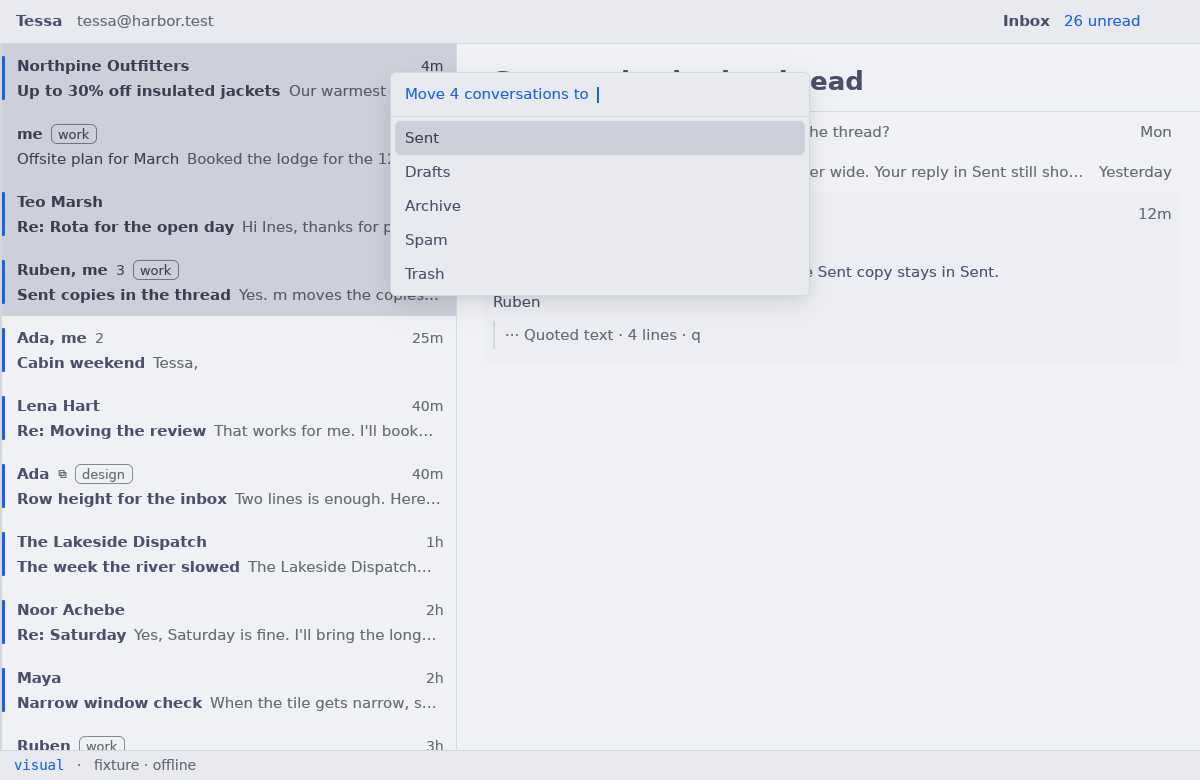 Tessa tessa@harbor.test Inbox 26 unread
Northpine Outfitters 4m
Up to 30% off insulated jackets Our warmest
me work
Offsite plan for March Booked the lodge for the 12
Teo Marsh
Re: Rota for the open day Hi Ines, thanks for p
Ruben, me 3 work
Sent copies in the thread Yes. m moves the copies…
Ada, me 2 25m
Cabin weekend Tessa,
Lena Hart 40m
Re: Moving the review That works for me. I'll book…
Ada design 40m
Row height for the inbox Two lines is enough. Here…
The Lakeside Dispatch 1h
The week the river slowed The Lakeside Dispatch…
Noor Achebe 2h
Re: Saturday Yes, Saturday is fine. I'll bring the long…
Maya 2h
Narrow window check When the tile gets narrow, s…
Ruben work 3h
Move 4 conversations to
Sent
Drafts
Archive
Spam
Trash
he thread? Mon
er wide. Your reply in Sent still sho… Yesterday
12m
Sent copy stays in Sent.
Ruben
··· Quoted text · 4 lines · q
visual · fixture · offline